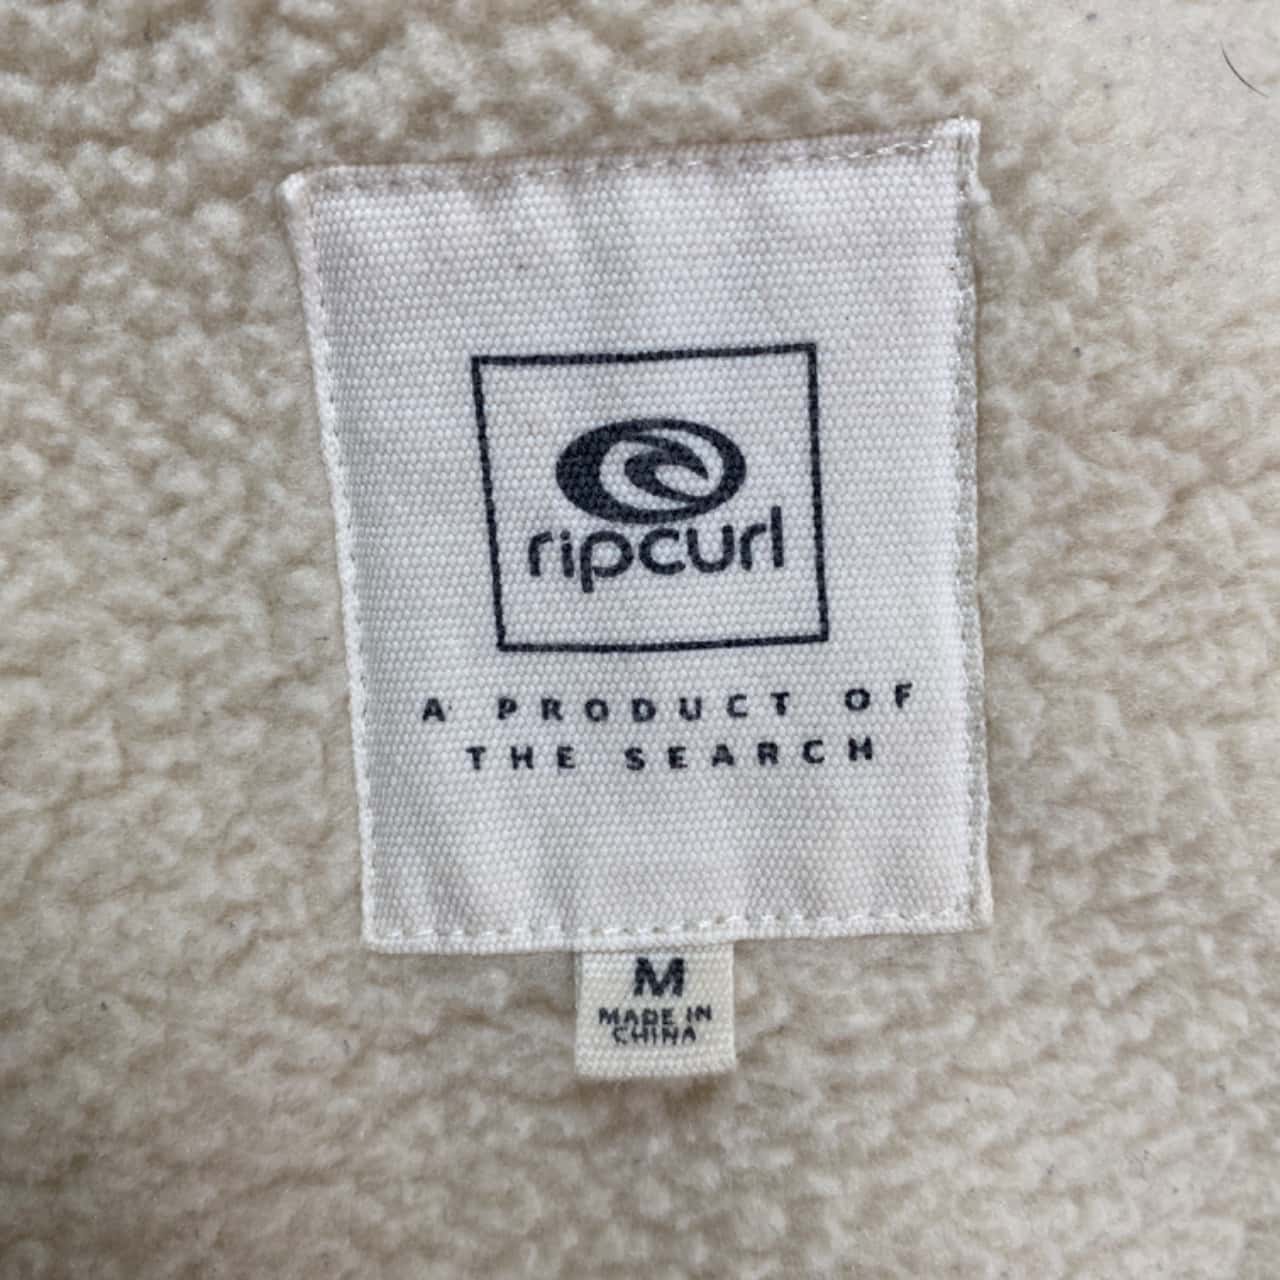 ripcurl
A PRODUCT OF
THE SEARCH
M
MADE IN
CHINA